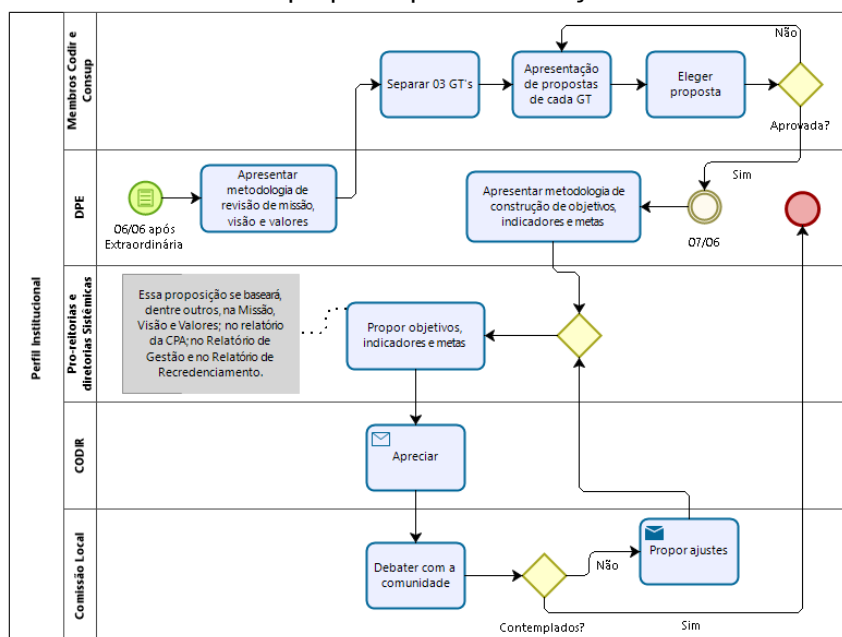 Perfil Institucional
Membros Codir e
Consup
Separar 03 GT's
Apresentação
de propostas
de cada GT
Eleger
proposta
Não
Aprovada?
Sim
DPE
06/06 após
Extraordinária
Apresentar
metodologia de
revisão de missão,
visão e valores
Apresentar metodologia de
construção de objetivos,
indicadores e metas
07/06
Pro-reitorias e
diretorias Sistêmicas
Essa proposição se baseará,
dentre outros, na Missão,
Visão e Valores; no relatório
da CPA; no Relatório de
Gestão e no Relatório de
Recredenciamento.
Propor objetivos,
indicadores e metas
CODIR
Apreciar
Comissão Local
Debater com a
comunidade
Contemplados?
Não
Propor ajustes
Sim